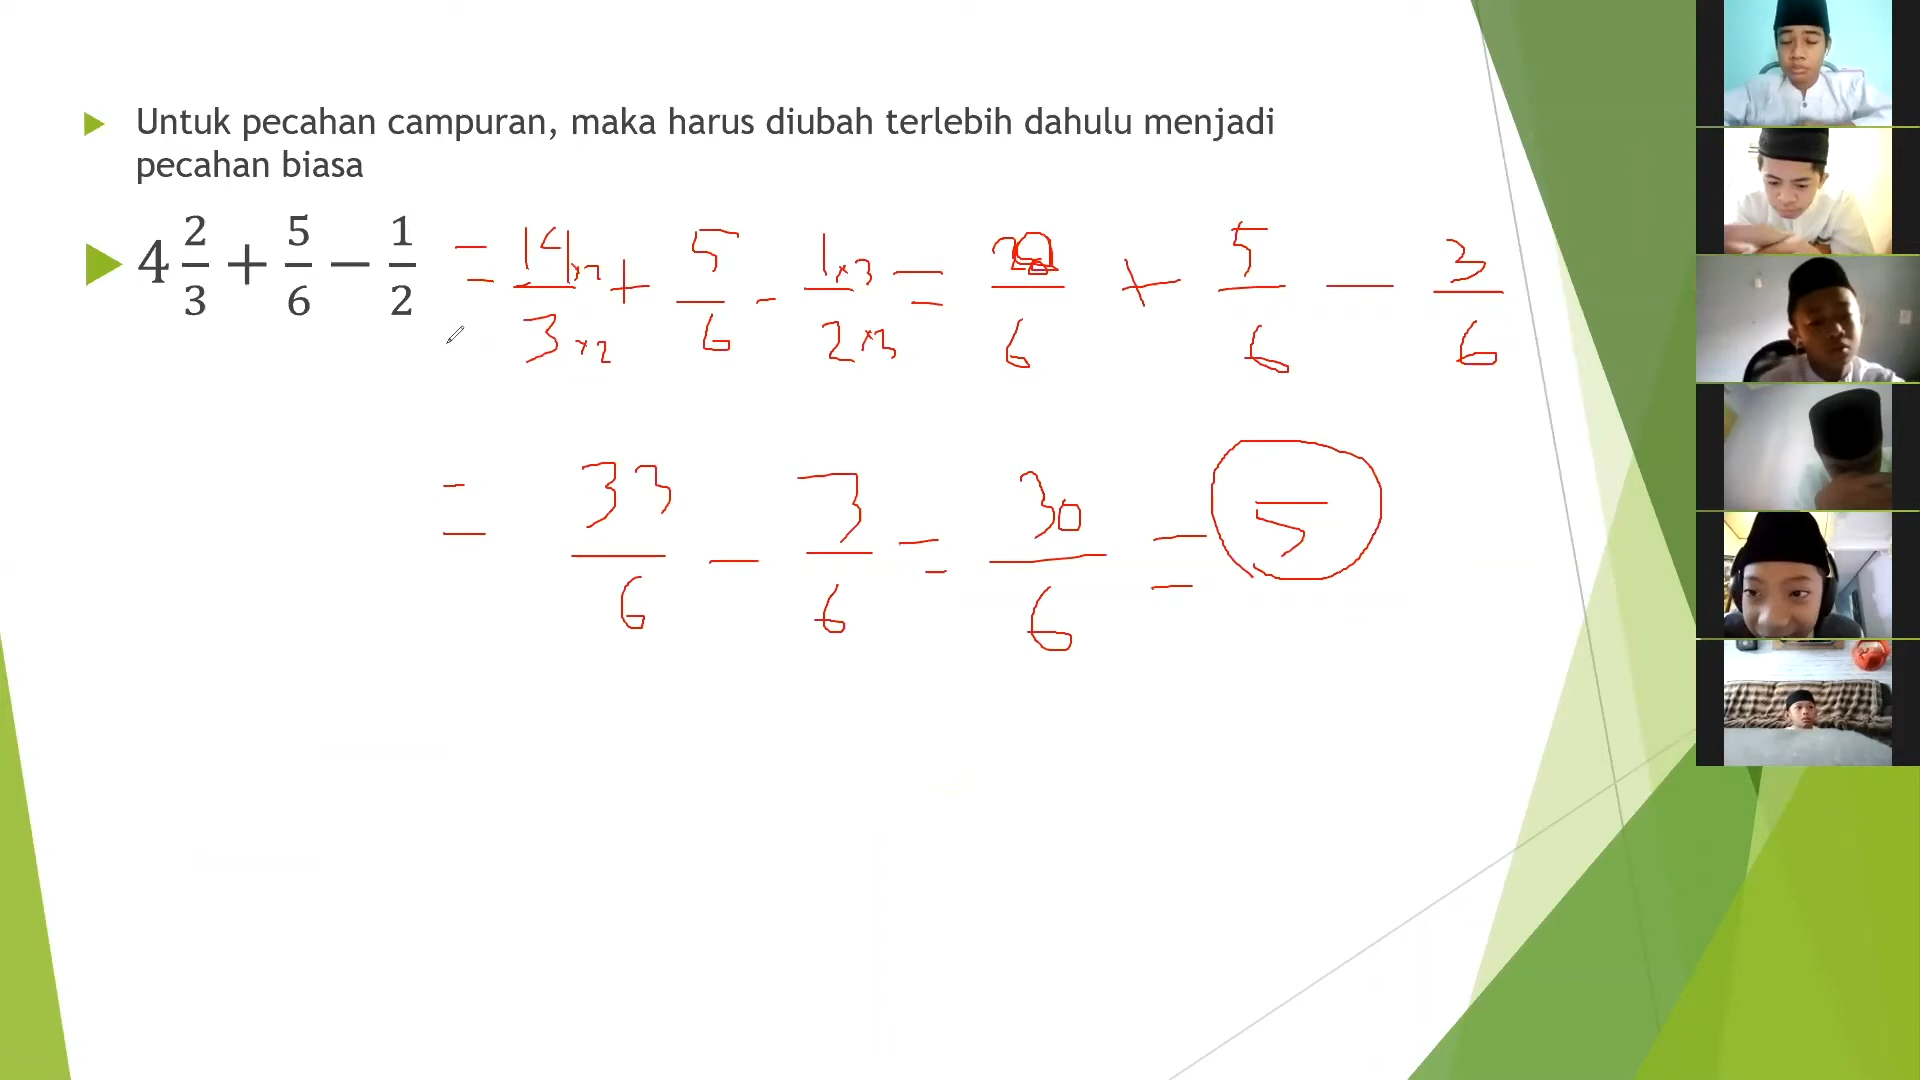 Untuk pecahan campuran, maka harus diubah terlebih dahulu menjadi
pecahan biasa
4 2/3 + 5/6 − 1/2 = 14×2/3×2 + 5/6 - 1×3/2×3 = 28/6 + 5/6 − 3/6
= 33/6 − 3/6 = 30/6 = 5